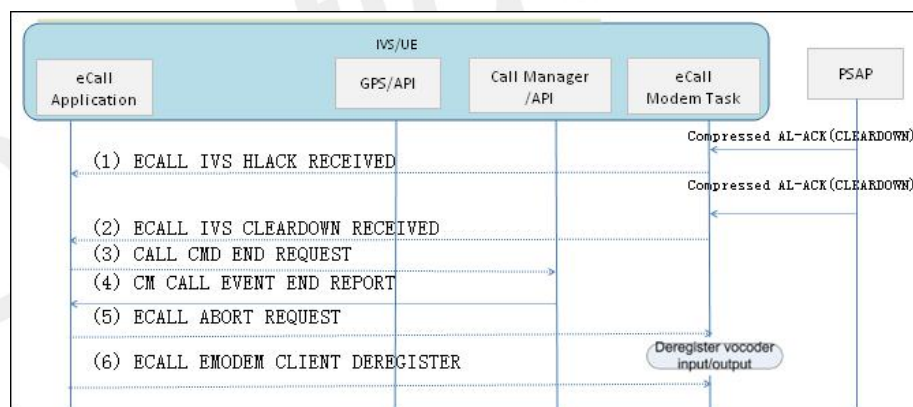 IVS/UE
eCall
Application
GPS/API
Call Manager
/API
eCall
Modem Task
PSAP
Compressed AL-ACK(CLEARDOWN)
(1) ECALL IVS HLACK RECEIVED
Compressed AL-ACK(CLEARDOWN)
(2) ECALL IVS CLEARDOWN RECEIVED
(3) CALL CMD END REQUEST
(4) CM CALL EVENT END REPORT
(5) ECALL ABORT REQUEST
Deregister vocoder
input/output
(6) ECALL EMODEM CLIENT DEREGISTER